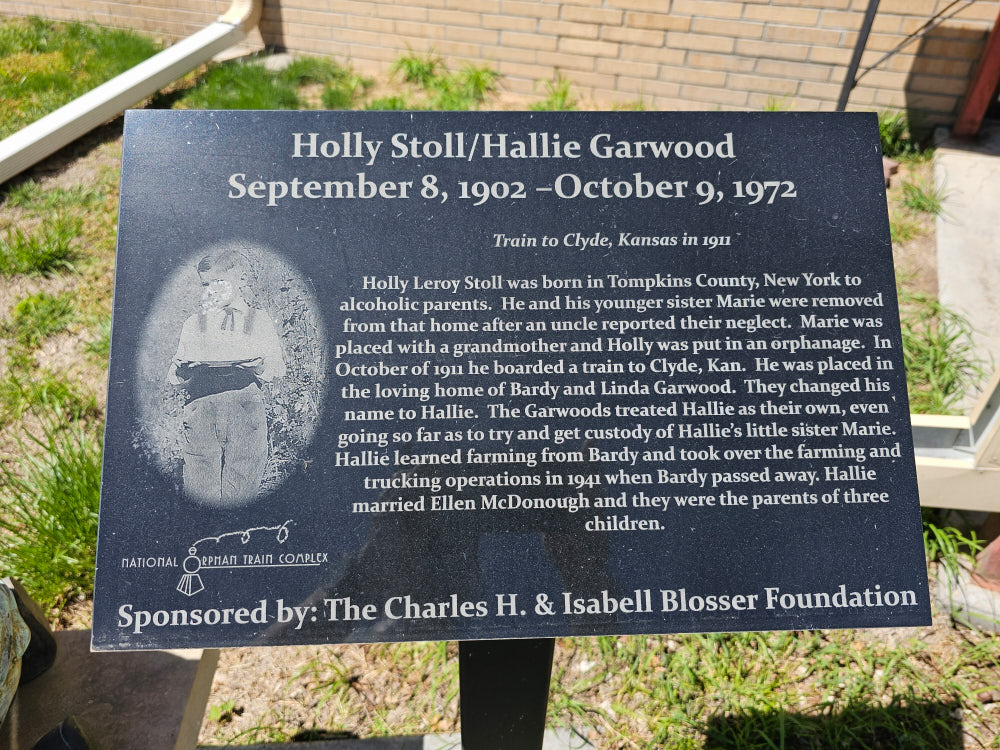 Holly Stoll/Hallie Garwood
September 8, 1902 –October 9, 1972
Train to Clyde, Kansas in 1911
Holly Leroy Stoll was born in Tompkins County, New York to
alcoholic parents. He and his younger sister Marie were removed
from that home after an uncle reported their neglect. Marie was
placed with a grandmother and Holly was put in an orphanage. In
October of 1911 he boarded a train to Clyde, Kan. He was placed in
the loving home of Bardy and Linda Garwood. They changed his
name to Hallie. The Garwoods treated Hallie as their own, even
going so far as to try and get custody of Hallie's little sister Marie.
Hallie learned farming from Bardy and took over the farming and
trucking operations in 1941 when Bardy passed away. Hallie
married Ellen McDonough and they were the parents of three
children.
NATIONAL ORPHAN TRAIN COMPLEX
Sponsored by: The Charles H. & Isabell Blosser Foundation